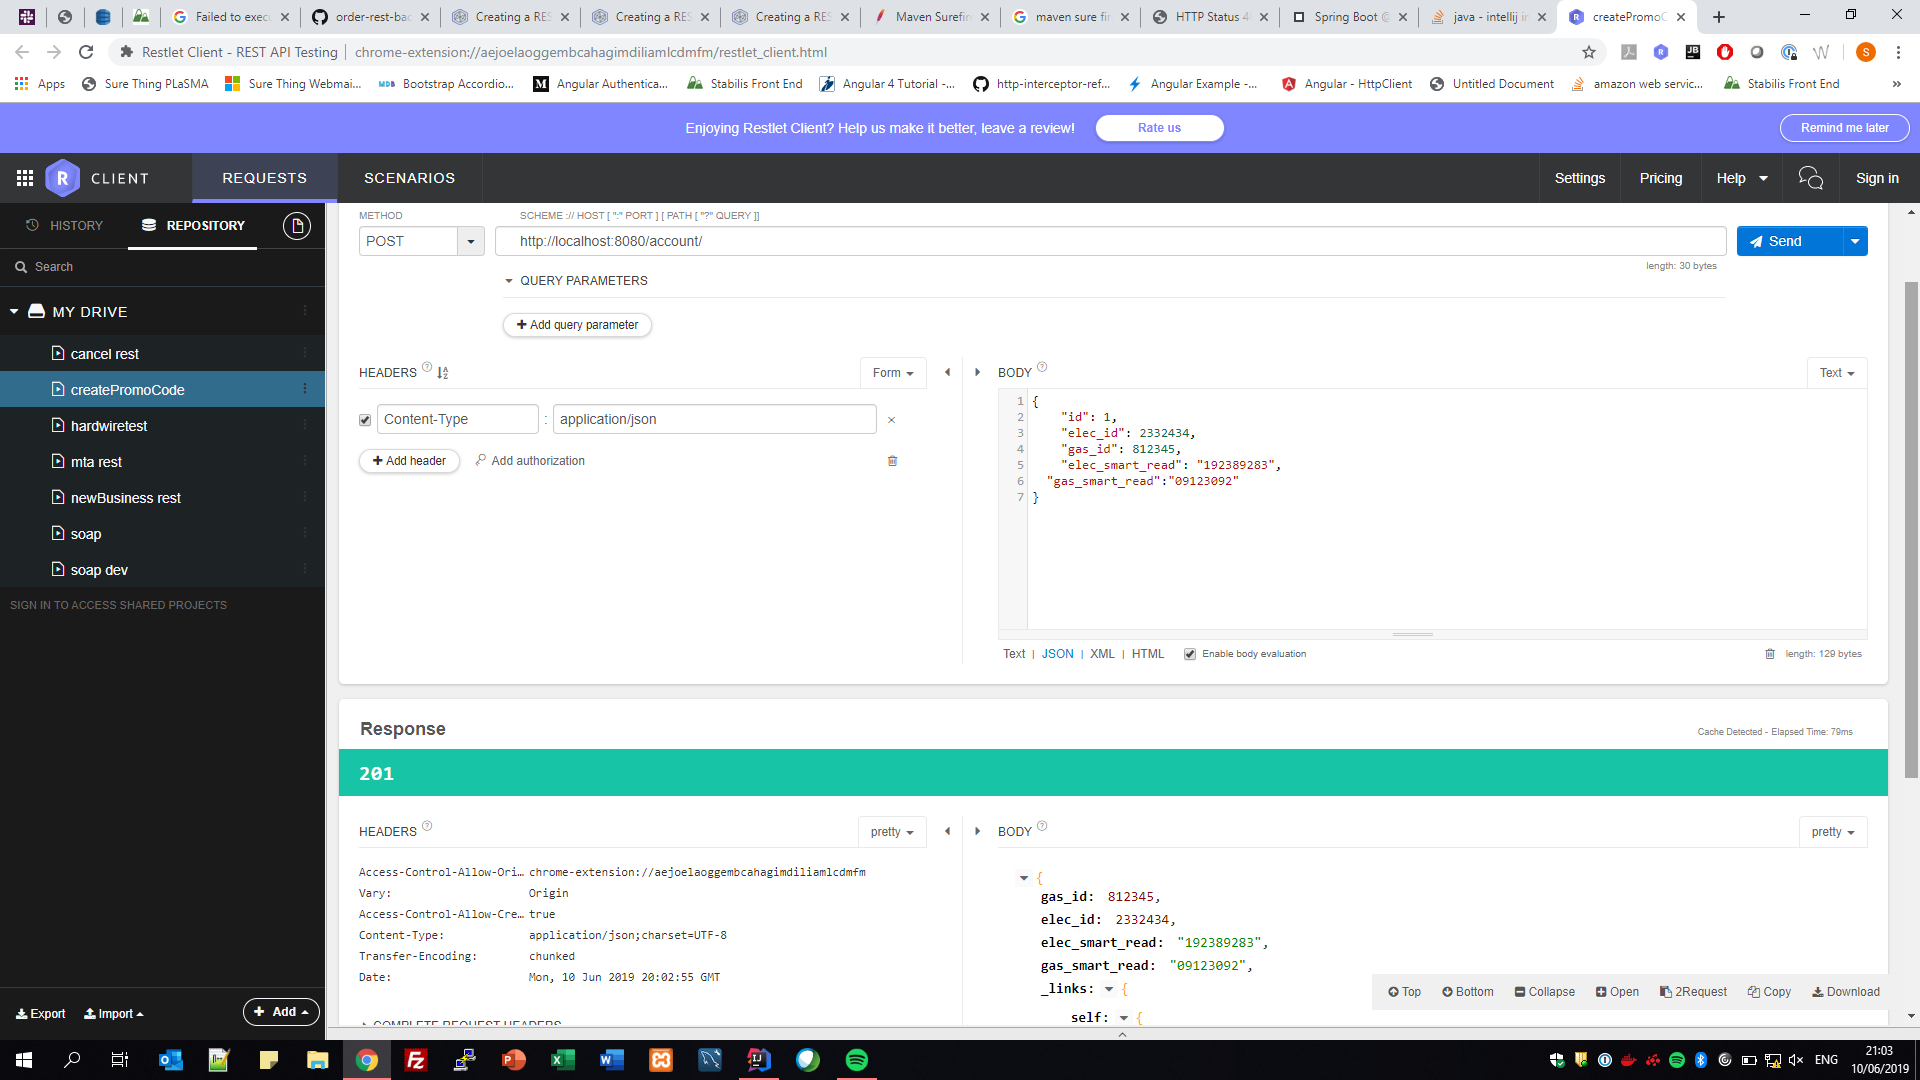 Failed to exec
order-rest-bac
Creating a RES
Creating a RES
Creating a RES
Maven Surefir
maven sure fir
HTTP Status 4
Spring Boot @
java - intellij in
createPromoC
Restlet Client - REST API Testing
chrome-extension://aejoelaoggembcahagimdiliamlcdmfm/restlet_client.html
Apps
Sure Thing PLaSMA
Sure Thing Webmai...
Bootstrap Accordio...
Angular Authentica...
Stabilis Front End
Angular 4 Tutorial -...
http-interceptor-ref...
Angular Example -...
Angular - HttpClient
Untitled Document
amazon web servic...
Stabilis Front End
Enjoying Restlet Client? Help us make it better, leave a review!
Rate us
Remind me later
CLIENT
REQUESTS
SCENARIOS
Settings
Pricing
Help
Sign in
HISTORY
REPOSITORY
Search
MY DRIVE
cancel rest
createPromoCode
hardwiretest
mta rest
newBusiness rest
soap
soap dev
SIGN IN TO ACCESS SHARED PROJECTS
Export
Import
+ Add
METHOD
SCHEME :// HOST [ ":" PORT ] [ PATH [ "?" QUERY ]]
POST
http://localhost:8080/account/
Send
length: 30 bytes
QUERY PARAMETERS
+ Add query parameter
HEADERS
Form
Content-Type : application/json
+ Add header
Add authorization
BODY
Text
1 {
2 "id": 1,
3 "elec_id": 2332434,
4 "gas_id": 812345,
5 "elec_smart_read": "192389283",
6 "gas_smart_read":"09123092"
7 }
Text | JSON | XML | HTML
Enable body evaluation
length: 129 bytes
Response
Cache Detected - Elapsed Time: 79ms
201
HEADERS
pretty
Access-Control-Allow-Ori... chrome-extension://aejoelaoggembcahagimdiliamlcdmfm
Vary: Origin
Access-Control-Allow-Cre... true
Content-Type: application/json;charset=UTF-8
Transfer-Encoding: chunked
Date: Mon, 10 Jun 2019 20:02:55 GMT
COMPLETE REQUEST HEADERS
BODY
pretty
{
gas_id: 812345,
elec_id: 2332434,
elec_smart_read: "192389283",
gas_smart_read: "09123092",
_links: {
self: {
Top
Bottom
Collapse
Open
2Request
Copy
Download
ENG
21:03
10/06/2019